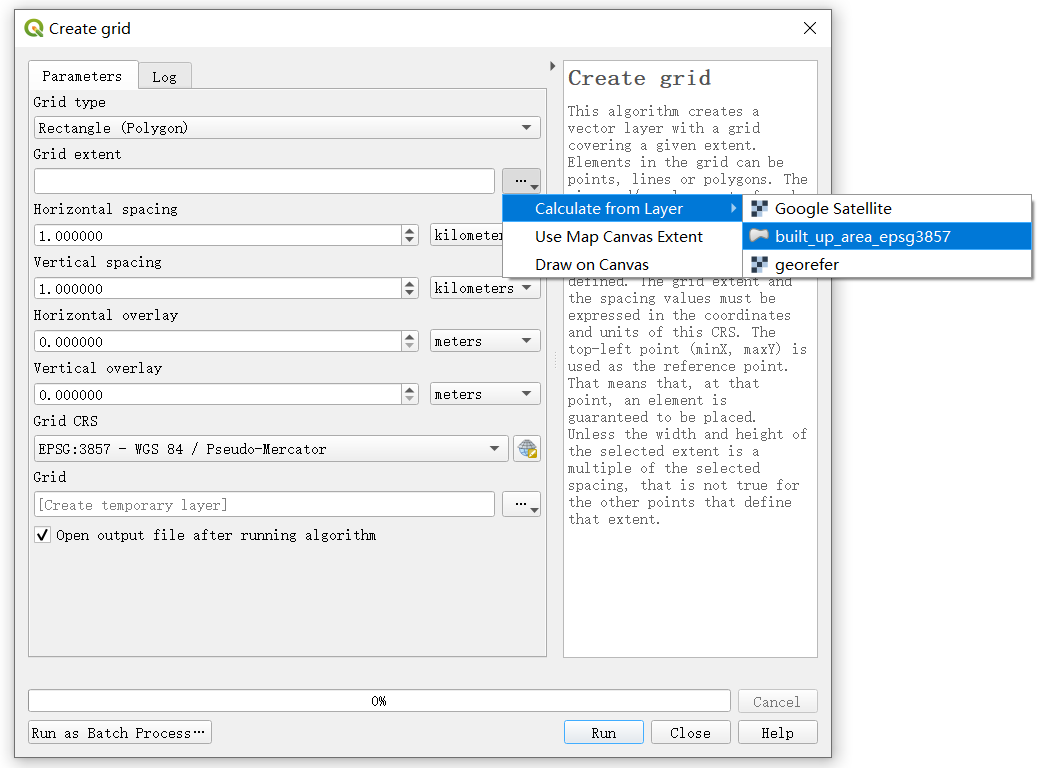 Create grid
Parameters
Log
Grid type
Rectangle (Polygon)
Grid extent
...
Horizontal spacing
1.000000
kilometer
Vertical spacing
1.000000
kilometers
Horizontal overlay
0.000000
meters
Vertical overlay
0.000000
meters
Grid CRS
EPSG:3857 - WGS 84 / Pseudo-Mercator
Grid
[Create temporary layer]
...
Open output file after running algorithm
Calculate from Layer
Use Map Canvas Extent
Draw on Canvas
Google Satellite
built_up_area_epsg3857
georefer
Create grid
This algorithm creates a
vector layer with a grid
covering a given extent.
Elements in the grid can be
points, lines or polygons. The
defined. The grid extent and
the spacing values must be
expressed in the coordinates
and units of this CRS. The
top-left point (minX, maxY) is
used as the reference point.
That means that, at that
point, an element is
guaranteed to be placed.
Unless the width and height of
the selected extent is a
multiple of the selected
spacing, that is not true for
the other points that define
that extent.
0%
Cancel
Run as Batch Process…
Run
Close
Help